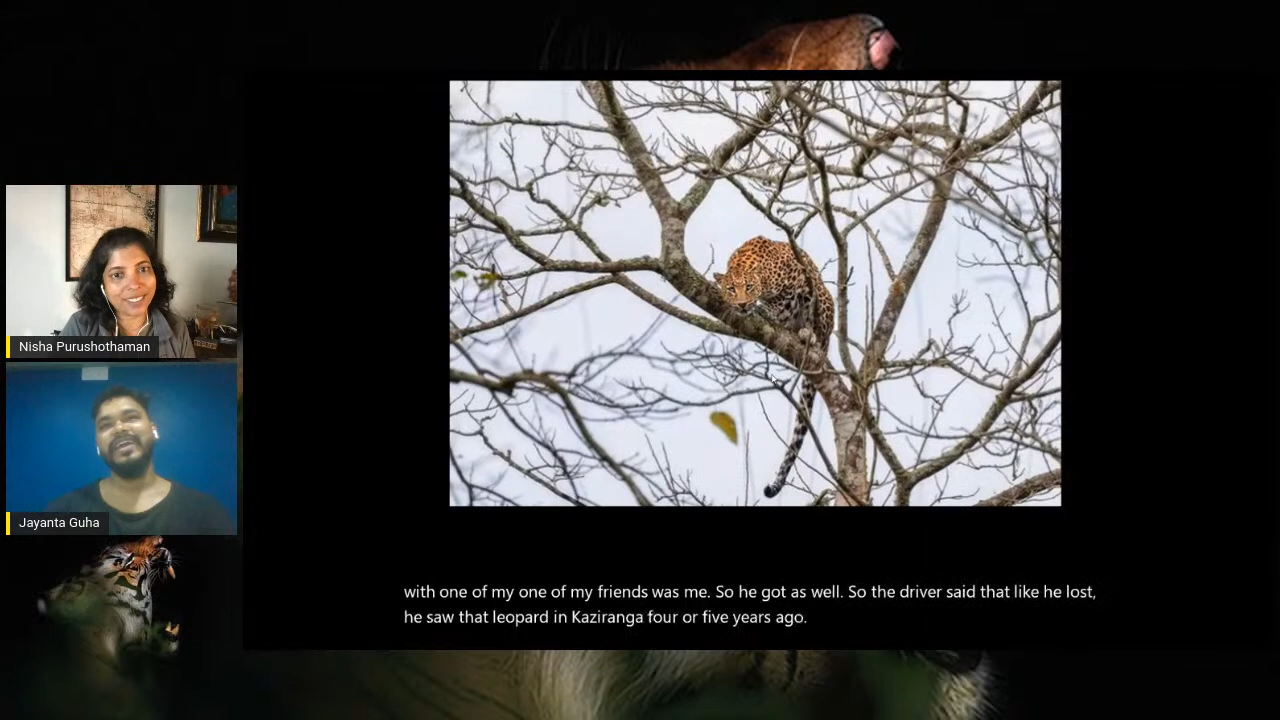 Nisha Purushothaman
Jayanta Guha
with one of my one of my friends was me. So he got as well. So the driver said that like he lost,
he saw that leopard in Kaziranga four or five years ago.